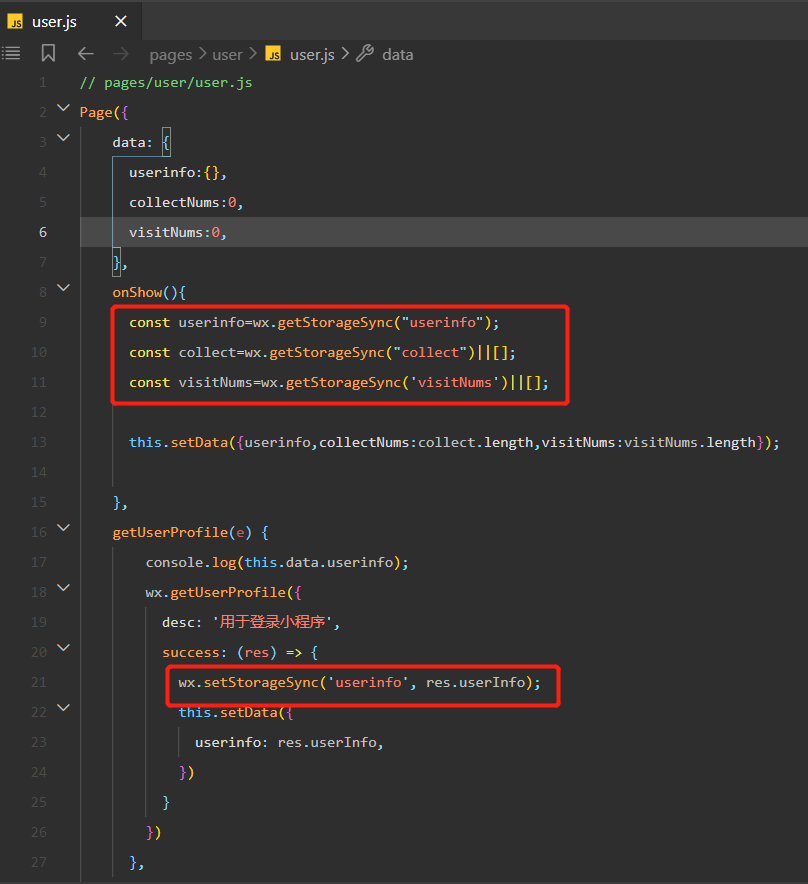 JS user.js ×
pages > user > JS user.js > data
1 // pages/user/user.js
2 Page({
3 data: {
4 userinfo:{},
5 collectNums:0,
6 visitNums:0,
7 },
8 onShow(){
9 const userinfo=wx.getStorageSync("userinfo");
10 const collect=wx.getStorageSync("collect")||[];
11 const visitNums=wx.getStorageSync('visitNums')||[];
12
13 this.setData({userinfo,collectNums:collect.length,visitNums:visitNums.length});
14
15 },
16 getUserProfile(e) {
17 console.log(this.data.userinfo);
18 wx.getUserProfile({
19 desc: '用于登录小程序',
20 success: (res) => {
21 wx.setStorageSync('userinfo', res.userInfo);
22 this.setData({
23 userinfo: res.userInfo,
24 })
25 }
26 })
27 },